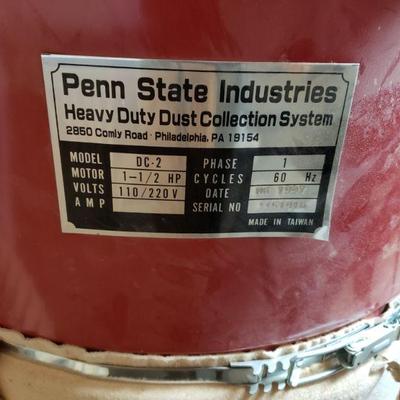 Penn State Industries
Heavy Duty Dust Collection System
2850 Comly Road · Philadelphia, PA 19154
MODEL DC-2 PHASE 1
MOTOR 1-1/2 HP CYCLES 60 Hz
VOLTS 110/220V DATE
AMP SERIAL NO
MADE IN TAIWAN